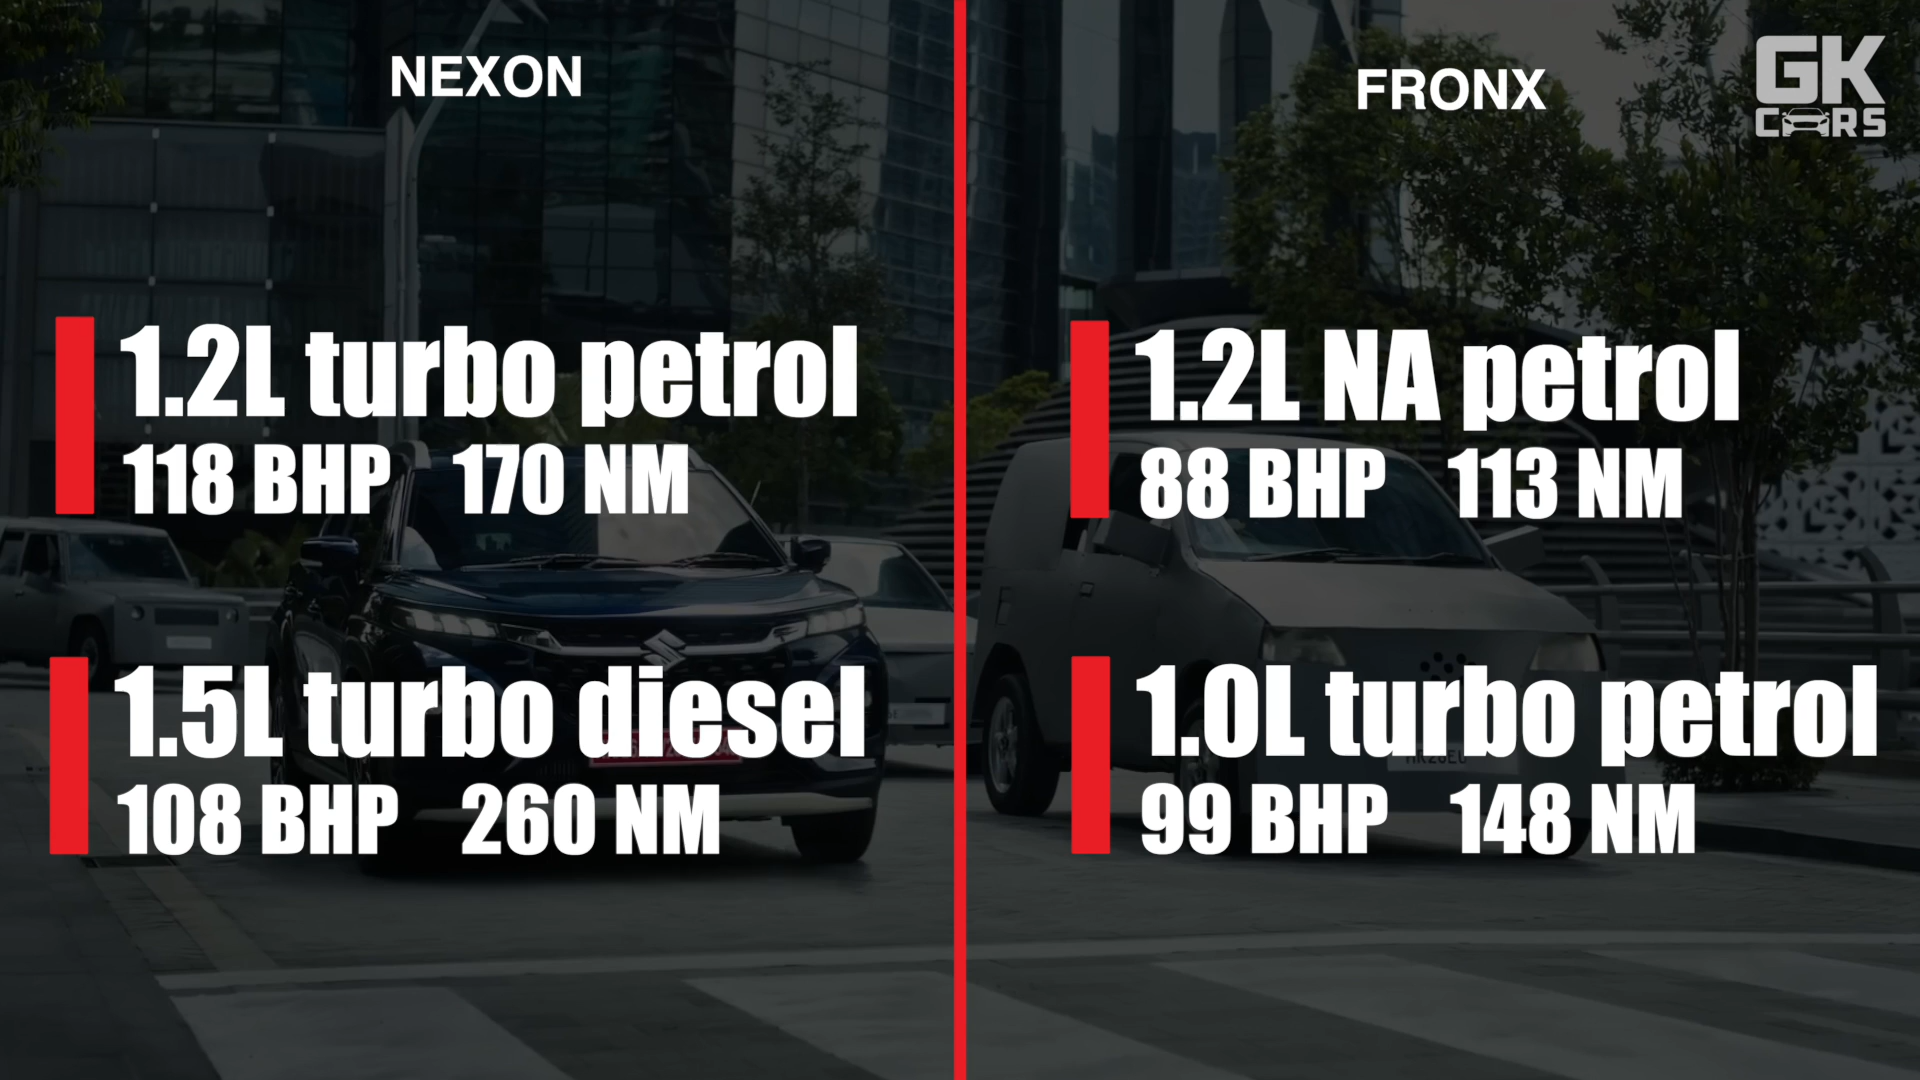 NEXON
1.2L turbo petrol
118 BHP 170 NM
1.5L turbo diesel
108 BHP 260 NM
FRONX
1.2L NA petrol
88 BHP 113 NM
1.0L turbo petrol
99 BHP 148 NM
GK
CARS